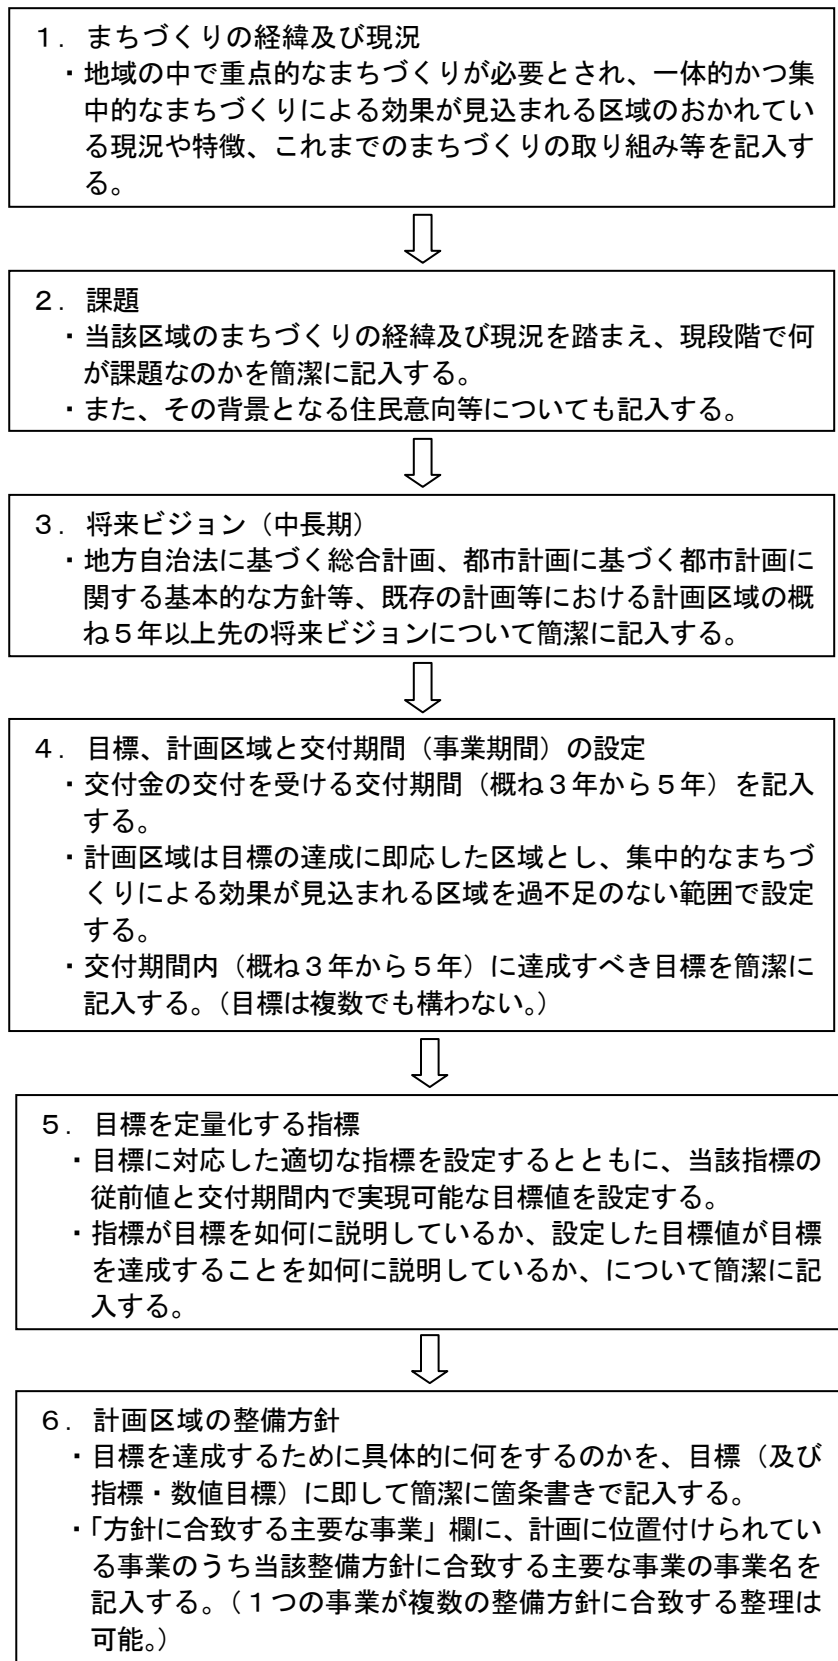 １．まちづくりの経緯及び現況
・地域の中で重点的なまちづくりが必要とされ、一体的かつ集
中的なまちづくりによる効果が見込まれる区域のおかれてい
る現況や特徴、これまでのまちづくりの取り組み等を記入す
る。
２．課題
・当該区域のまちづくりの経緯及び現況を踏まえ、現段階で何
が課題なのかを簡潔に記入する。
・また、その背景となる住民意向等についても記入する。
３．将来ビジョン（中長期）
・地方自治法に基づく総合計画、都市計画に基づく都市計画に
関する基本的な方針等、既存の計画等における計画区域の概
ね５年以上先の将来ビジョンについて簡潔に記入する。
４．目標、計画区域と交付期間（事業期間）の設定
・交付金の交付を受ける交付期間（概ね３年から５年）を記入
する。
・計画区域は目標の達成に即応した区域とし、集中的なまちづ
くりによる効果が見込まれる区域を過不足のない範囲で設定
する。
・交付期間内（概ね３年から５年）に達成すべき目標を簡潔に
記入する。（目標は複数でも構わない。）
５．目標を定量化する指標
・目標に対応した適切な指標を設定するとともに、当該指標の
従前値と交付期間内で実現可能な目標値を設定する。
・指標が目標を如何に説明しているか、設定した目標値が目標
を達成することを如何に説明しているか、について簡潔に記
入する。
６．計画区域の整備方針
・目標を達成するために具体的に何をするのかを、目標（及び
指標・数値目標）に即して簡潔に箇条書きで記入する。
・「方針に合致する主要な事業」欄に、計画に位置付けられてい
る事業のうち当該整備方針に合致する主要な事業の事業名を
記入する。（１つの事業が複数の整備方針に合致する整理は
可能。）